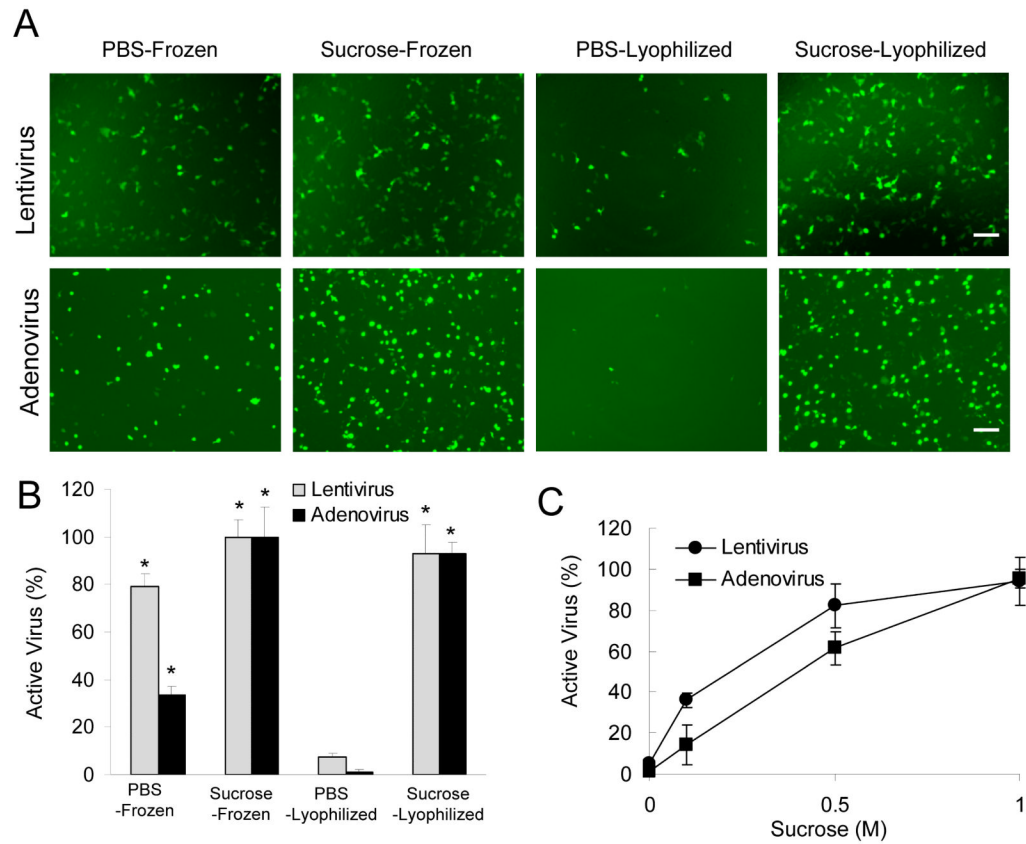 A
PBS-Frozen
Sucrose-Frozen
PBS-Lyophilized
Sucrose-Lyophilized
Lentivirus
Adenovirus
B
Active Virus (%)
120
100
80
60
40
20
0
Lentivirus
Adenovirus
*
*
*
*
*
*
PBS
-Frozen
Sucrose
-Frozen
PBS
-Lyophilized
Sucrose
-Lyophilized
C
Active Virus (%)
120
100
80
60
40
20
0
Lentivirus
Adenovirus
0
0.5
1
Sucrose (M)